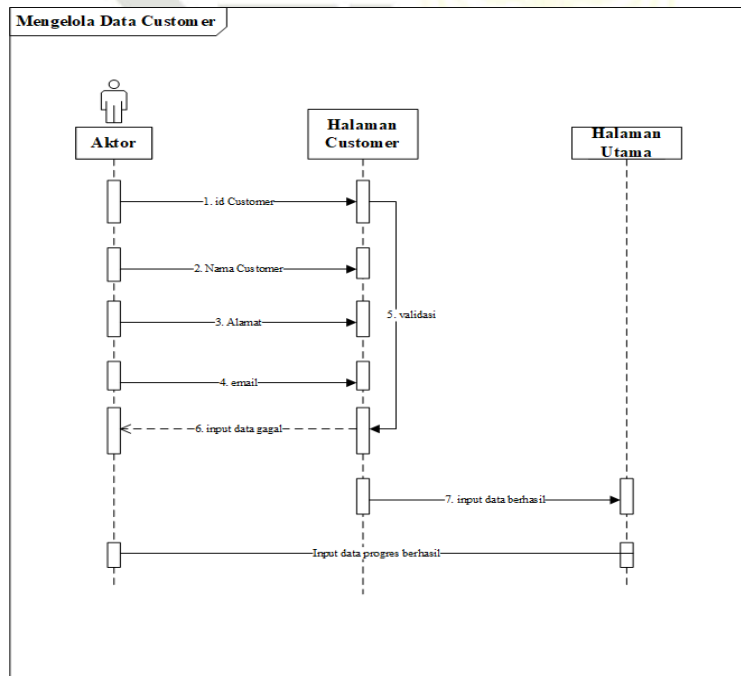 Mengelola Data Customer
Aktor
Halaman
Customer
Halaman
Utama
1. id Customer
2. Nama Customer
3. Alamat
5. validasi
4. email
6. input data gagal
7. input data berhasil
Input data progres berhasil